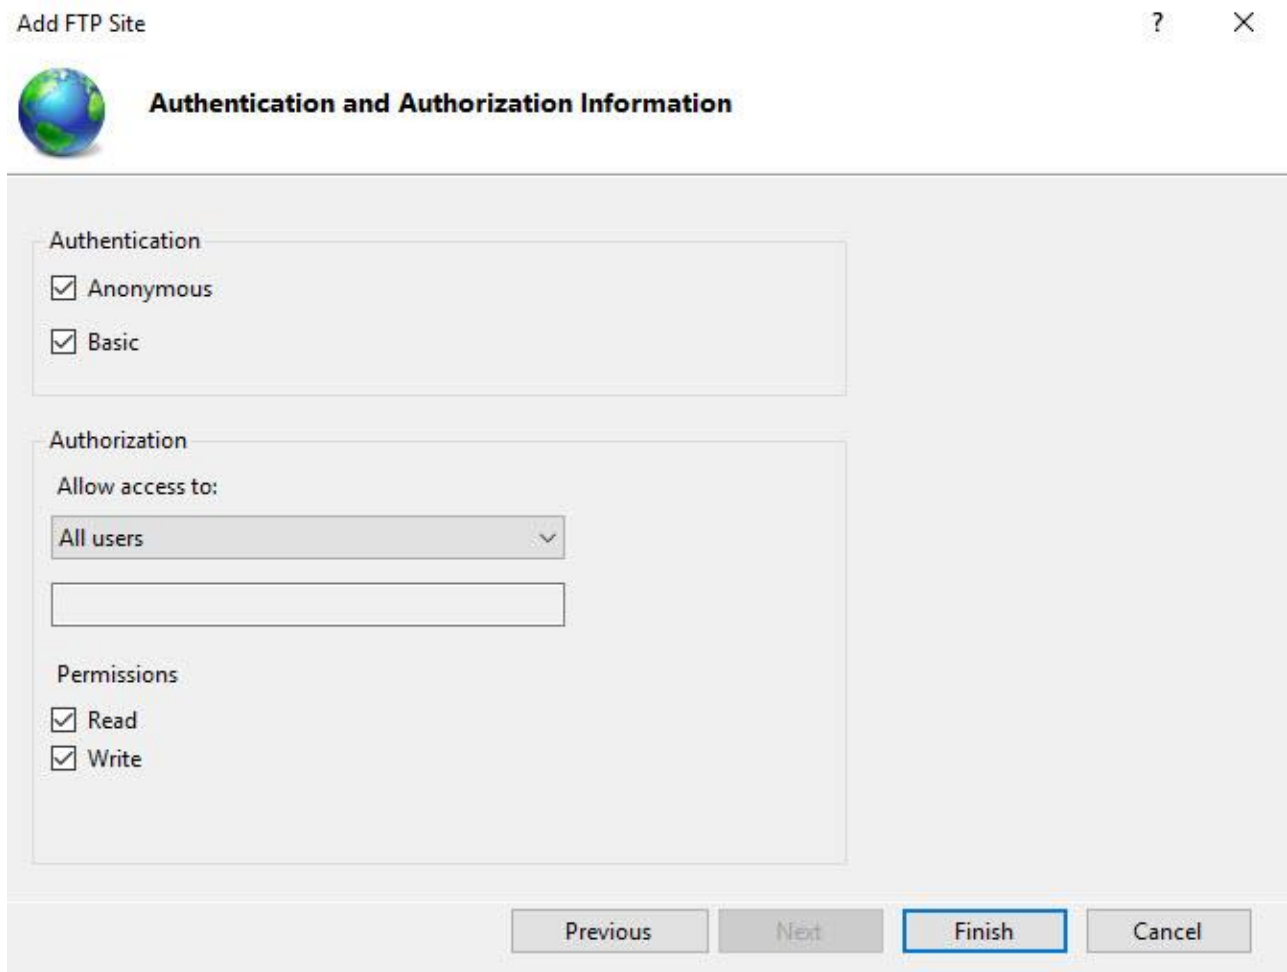 Add FTP Site ?
Authentication and Authorization Information
Authentication
Anonymous
Basic
Authorization
Allow access to:
All users
Permissions
Read
Write
Previous Next Finish Cancel